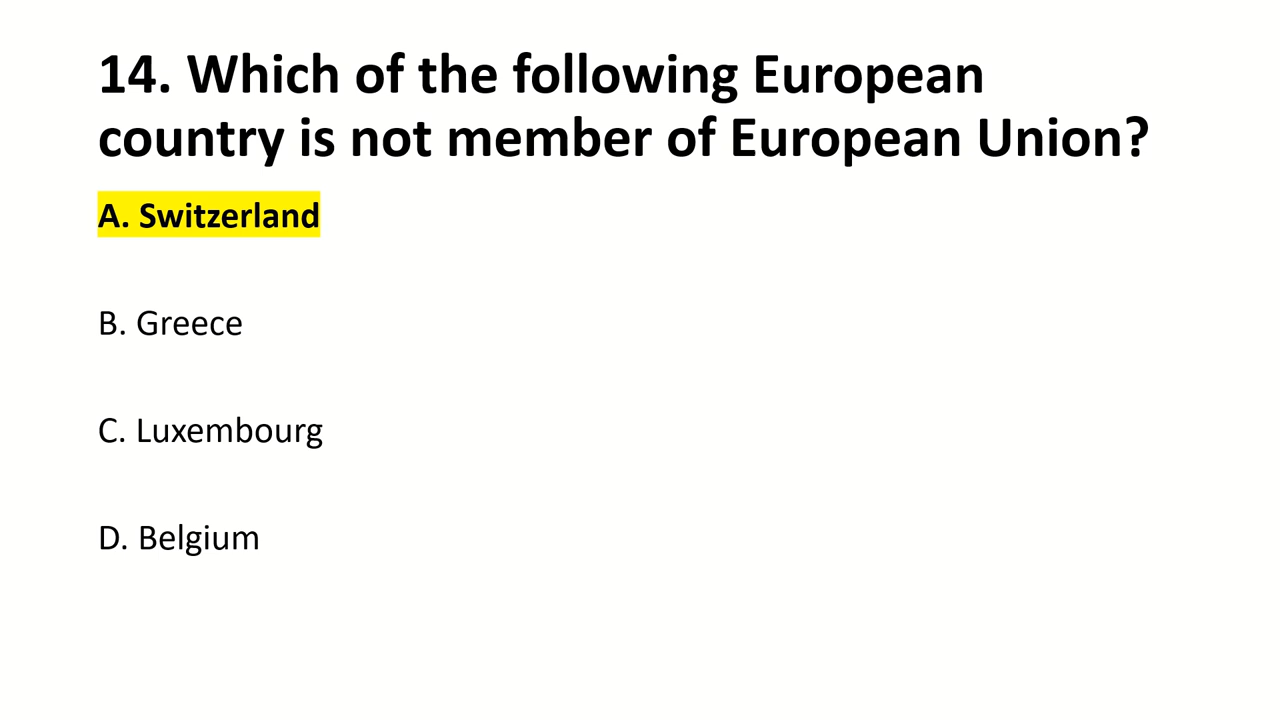 14. Which of the following European
country is not member of European Union?
A. Switzerland
B. Greece
C. Luxembourg
D. Belgium